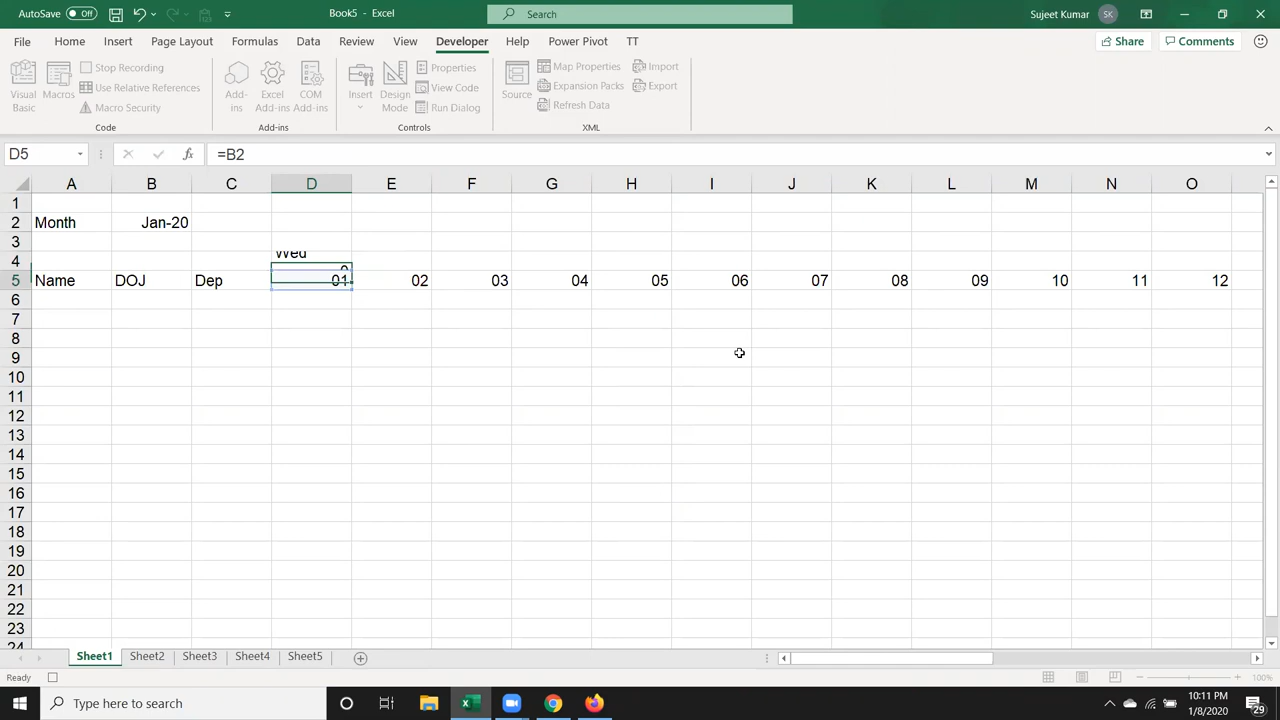 AutoSave Off Book5 - Excel Search Sujeet Kumar SK
File Home Insert Page Layout Formulas Data Review View Developer Help Power Pivot TT Share Comments
Visual Basic Macros Stop Recording Use Relative References Macro Security Add-ins Excel Add-ins COM Add-ins Insert Design Mode Properties View Code Run Dialog Source Map Properties Expansion Packs Refresh Data Import Export
Code Add-ins Controls XML
D5 fx =B2
A B C D E F G H I J K L M N O
1
2 Month Jan-20
3
4 Wed
5 Name DOJ Dep 01 02 03 04 05 06 07 08 09 10 11 12
6
7
8
9
10
11
12
13
14
15
16
17
18
19
20
21
22
23
24
Sheet1 Sheet2 Sheet3 Sheet4 Sheet5
Ready 100%
Type here to search 10:11 PM
1/8/2020 29